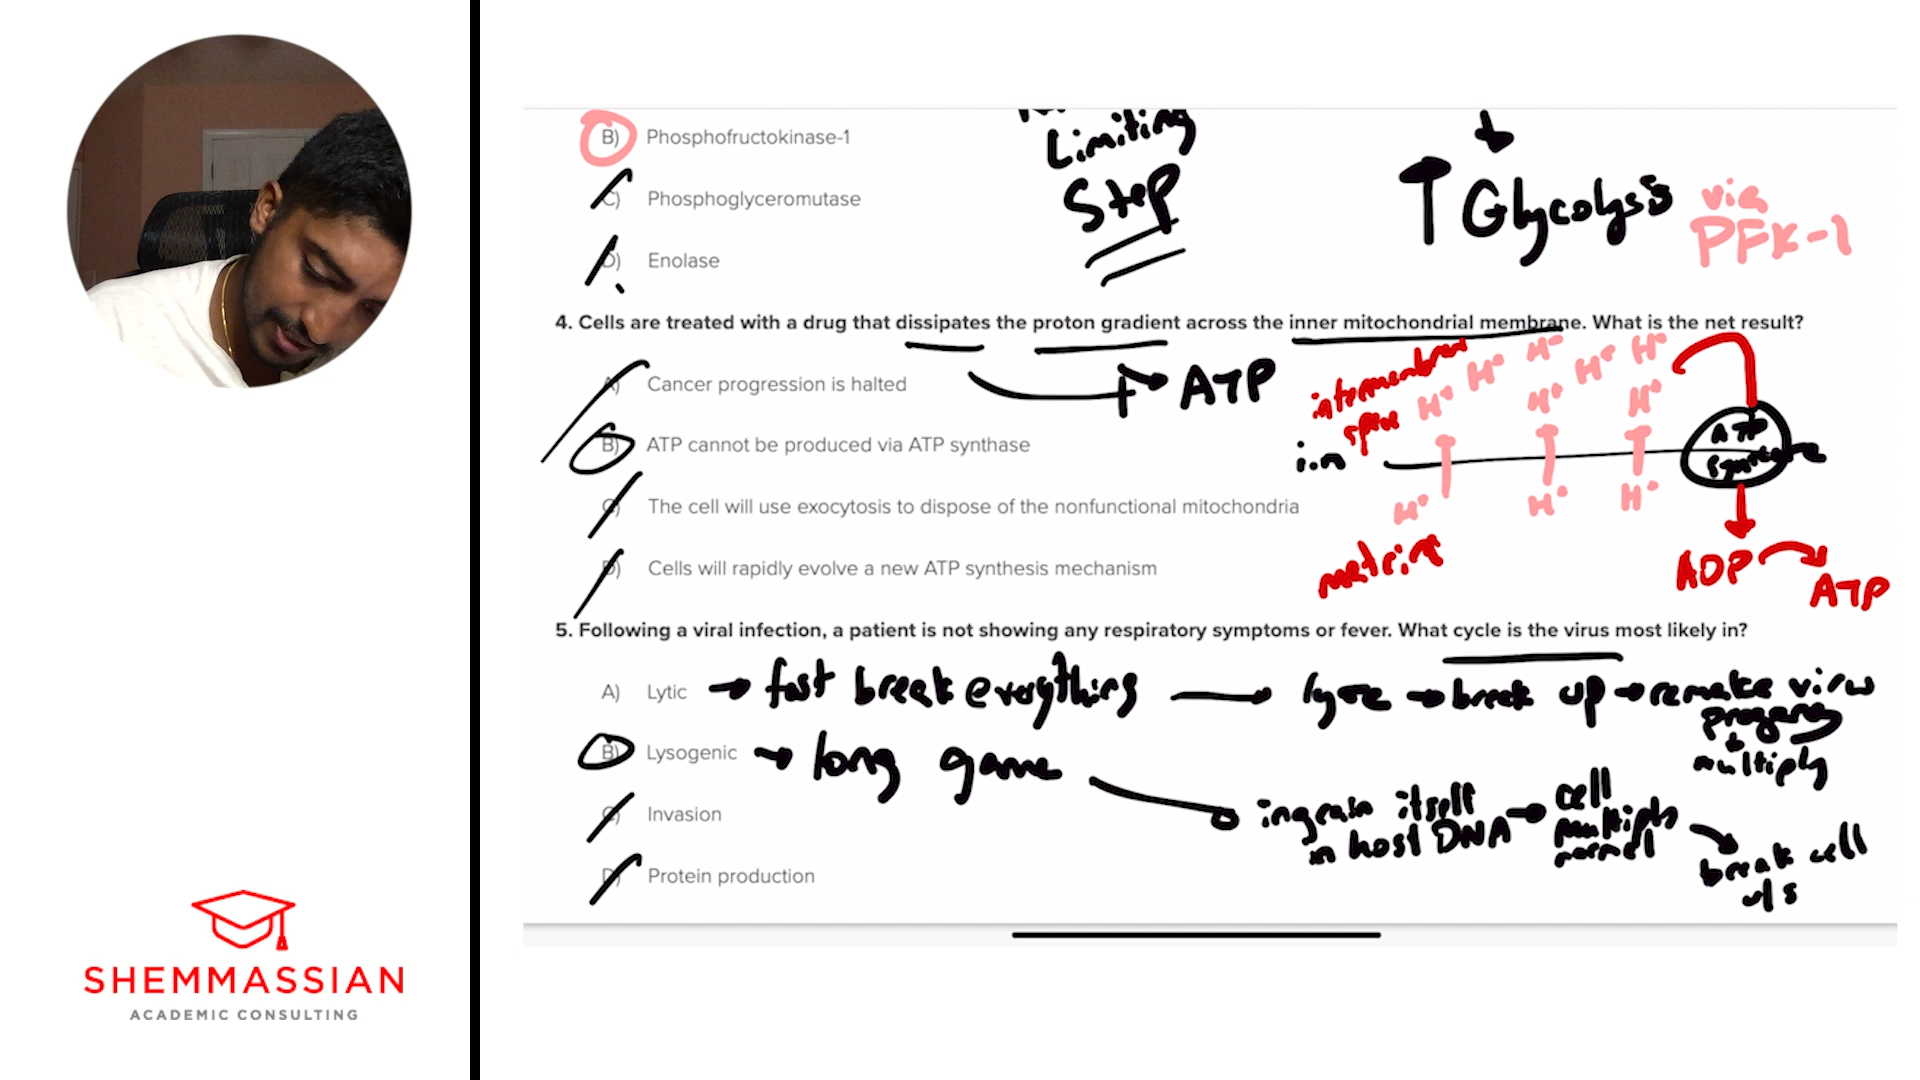 B) Phosphofructokinase-1
Limiting
Step
C) Phosphoglyceromutase
D) Enolase
↑ Glycolysis
via
PFK-1
4. Cells are treated with a drug that dissipates the proton gradient across the inner mitochondrial membrane. What is the net result?
A) Cancer progression is halted
ATP
B) ATP cannot be produced via ATP synthase
C) The cell will use exocytosis to dispose of the nonfunctional mitochondria
D) Cells will rapidly evolve a new ATP synthesis mechanism
space
i.m
H+ H+ H+ H+
H+ H+ H+
H+ H+ H+
ATP
matrix
ADP
ATP
5. Following a viral infection, a patient is not showing any respiratory symptoms or fever. What cycle is the virus most likely in?
A) Lytic → fast break everything → lyse → break up → remake virus
progeny
multiply
B) Lysogenic → long game
ingrain itself
in host DNA → cell
break cell
C) Invasion
D) Protein production
SHEMMASSIAN
ACADEMIC CONSULTING